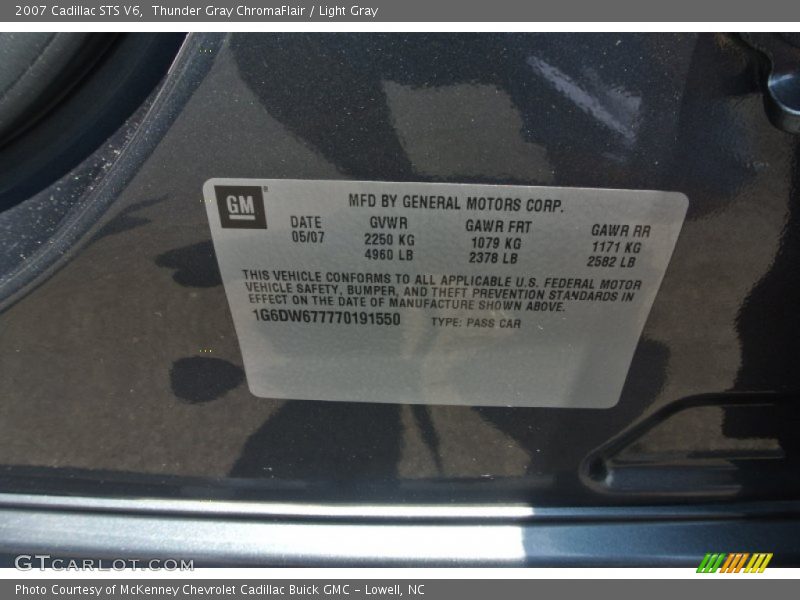 2007 Cadillac STS V6, Thunder Gray ChromaFlair / Light Gray
GM®
MFD BY GENERAL MOTORS CORP.
DATE GVWR GAWR FRT GAWR RR
05/07 2250 KG 1079 KG 1171 KG
4960 LB 2378 LB 2582 LB
THIS VEHICLE CONFORMS TO ALL APPLICABLE U.S. FEDERAL MOTOR
VEHICLE SAFETY, BUMPER, AND THEFT PREVENTION STANDARDS IN
EFFECT ON THE DATE OF MANUFACTURE SHOWN ABOVE.
1G6DW677770191550 TYPE: PASS CAR
GTCARLOT.COM
Photo Courtesy of McKenney Chevrolet Cadillac Buick GMC - Lowell, NC